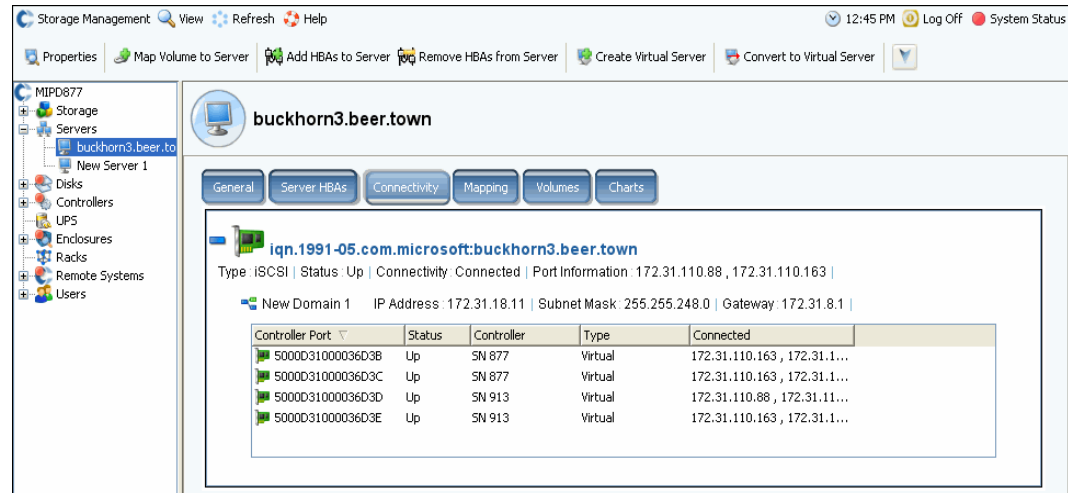 Storage Management View Refresh Help 12:45 PM Log Off System Status
Properties Map Volume to Server Add HBAs to Server Remove HBAs from Server Create Virtual Server Convert to Virtual Server
MIPD877
Storage
Servers
buckhorn3.beer.to
New Server 1
Disks
Controllers
UPS
Enclosures
Racks
Remote Systems
Users
buckhorn3.beer.town
General Server HBAs Connectivity Mapping Volumes Charts
iqn.1991-05.com.microsoft:buckhorn3.beer.town
Type : iSCSI | Status : Up | Connectivity : Connected | Port Information : 172.31.110.88 , 172.31.110.163 |
New Domain 1 IP Address : 172.31.18.11 | Subnet Mask : 255.255.248.0 | Gateway : 172.31.8.1 |
Controller Port Status Controller Type Connected
5000D31000036D3B Up SN 877 Virtual 172.31.110.163 , 172.31.1...
5000D31000036D3C Up SN 877 Virtual 172.31.110.163 , 172.31.1...
5000D31000036D3D Up SN 913 Virtual 172.31.110.88 , 172.31.11...
5000D31000036D3E Up SN 913 Virtual 172.31.110.163 , 172.31.1...